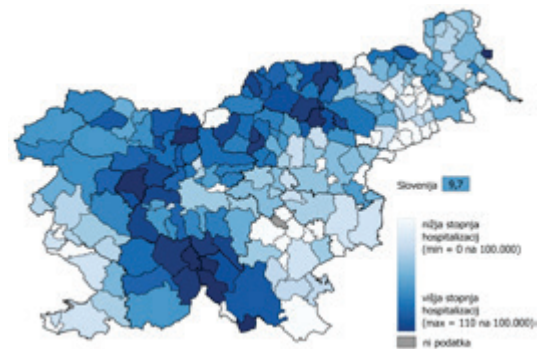 Slovenija 9,7
nižja stopnja
hospitalizacij
(min = 0 na 100.000)
višja stopnja
hospitalizacij
(max = 110 na 100.000)
ni podatka